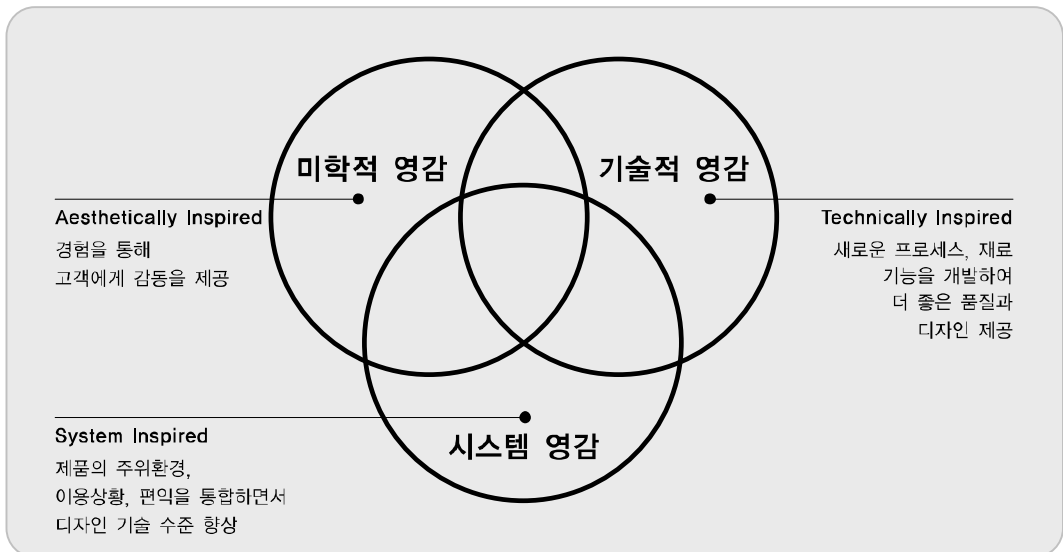 미학적 영감
기술적 영감
Aesthetically Inspired
경험을 통해
고객에게 감동을 제공
Technically Inspired
새로운 프로세스, 재료
기능을 개발하여
더 좋은 품질과
디자인 제공
시스템 영감
System Inspired
제품의 주위환경,
이용상황, 편익을 통합하면서
디자인 기술 수준 향상